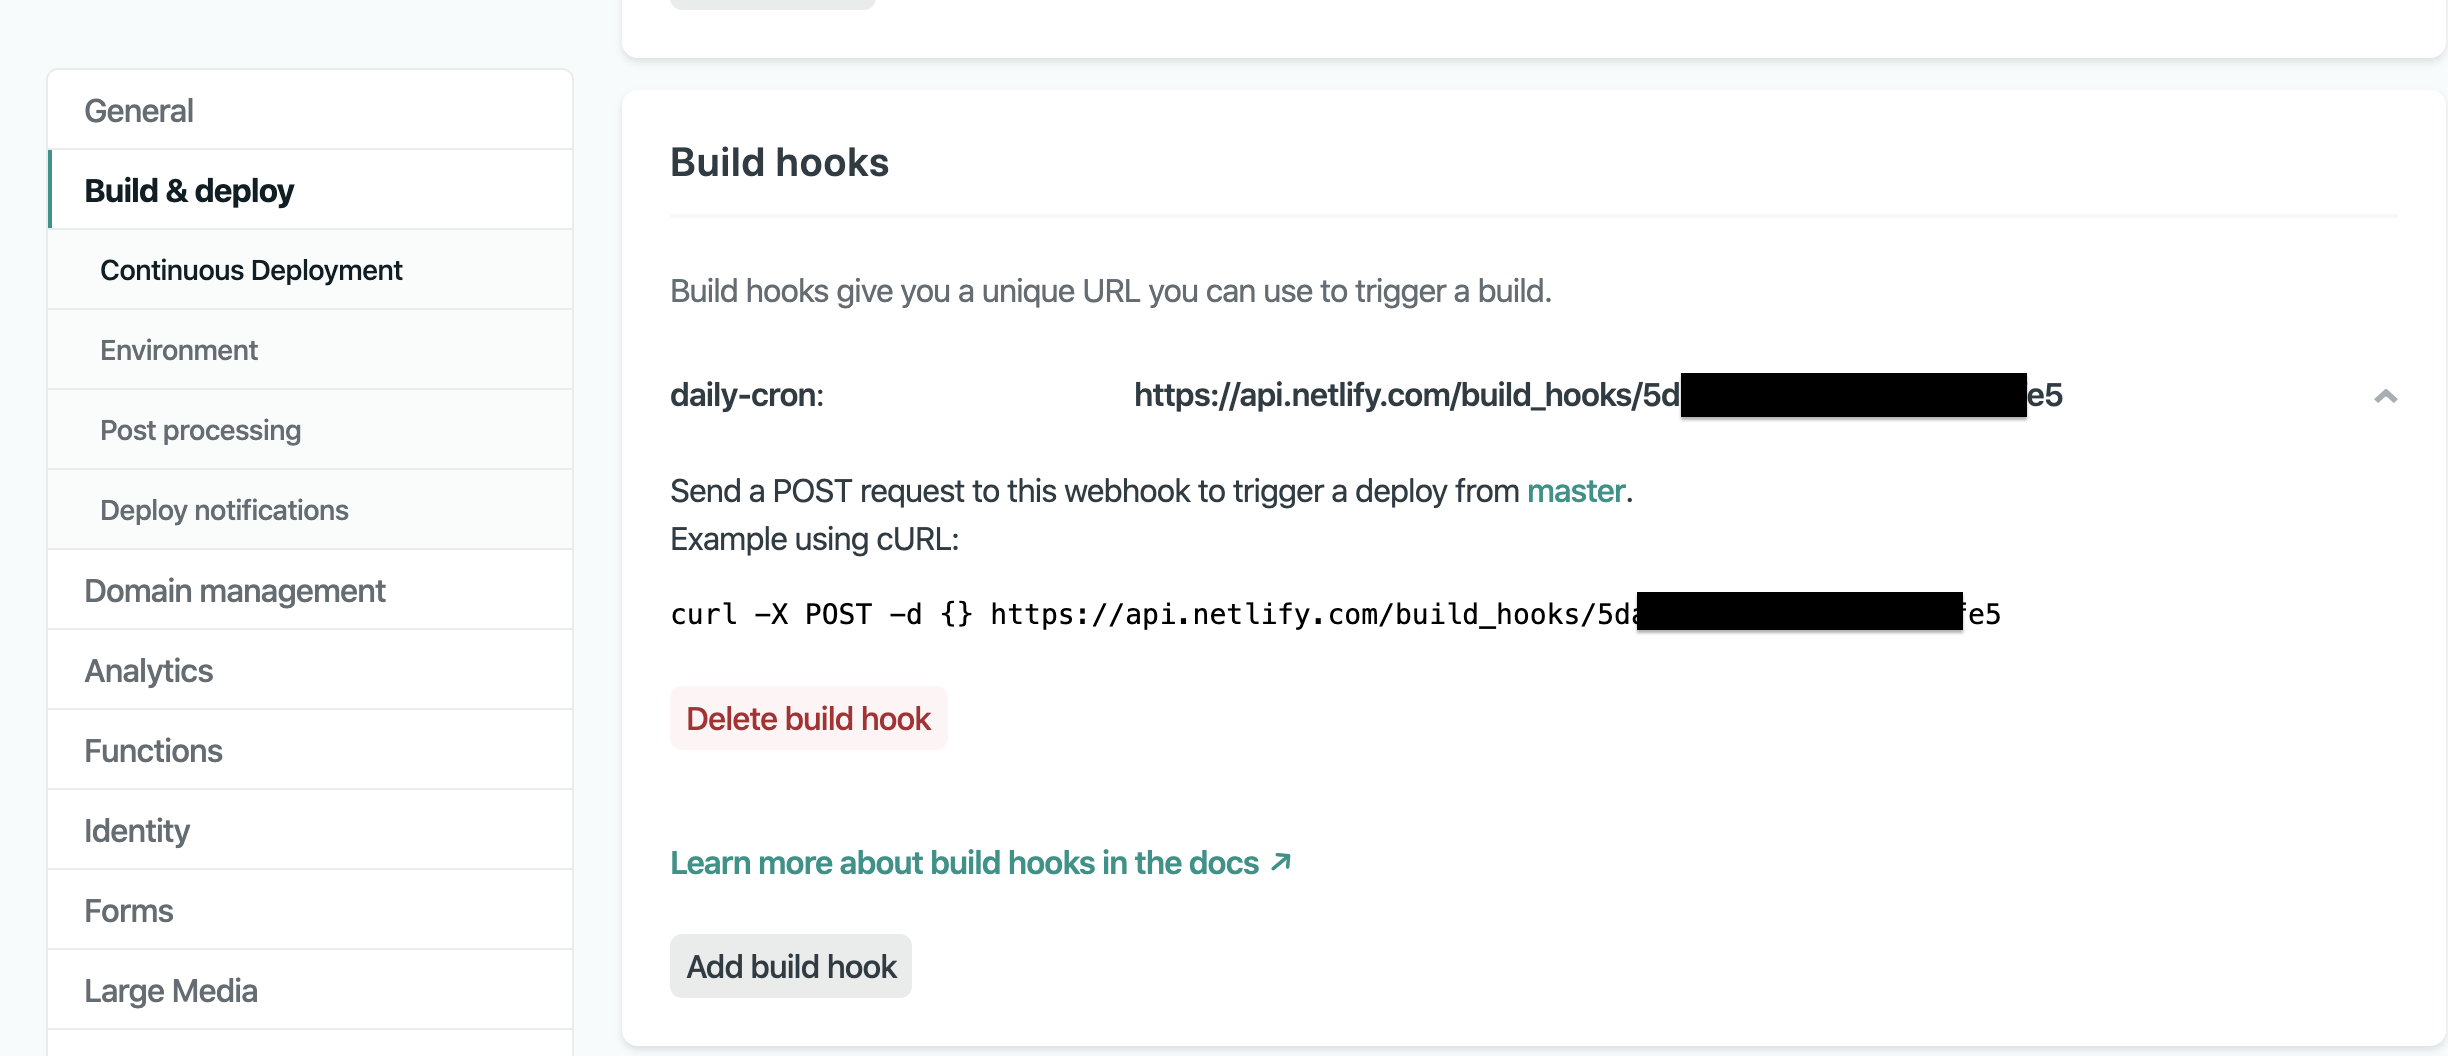 General
Build & deploy
Continuous Deployment
Environment
Post processing
Deploy notifications
Domain management
Analytics
Functions
Identity
Forms
Large Media
Build hooks
Build hooks give you a unique URL you can use to trigger a build.
daily-cron: https://api.netlify.com/build_hooks/5d e5
Send a POST request to this webhook to trigger a deploy from master.
Example using cURL:
curl -X POST -d {} https://api.netlify.com/build_hooks/5da fe5
Delete build hook
Learn more about build hooks in the docs ↗
Add build hook